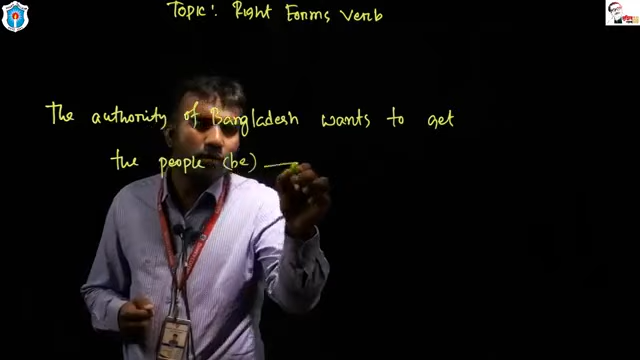 Topic: Right Forms Verb
The authority of Bangladesh wants to get
the people (be)